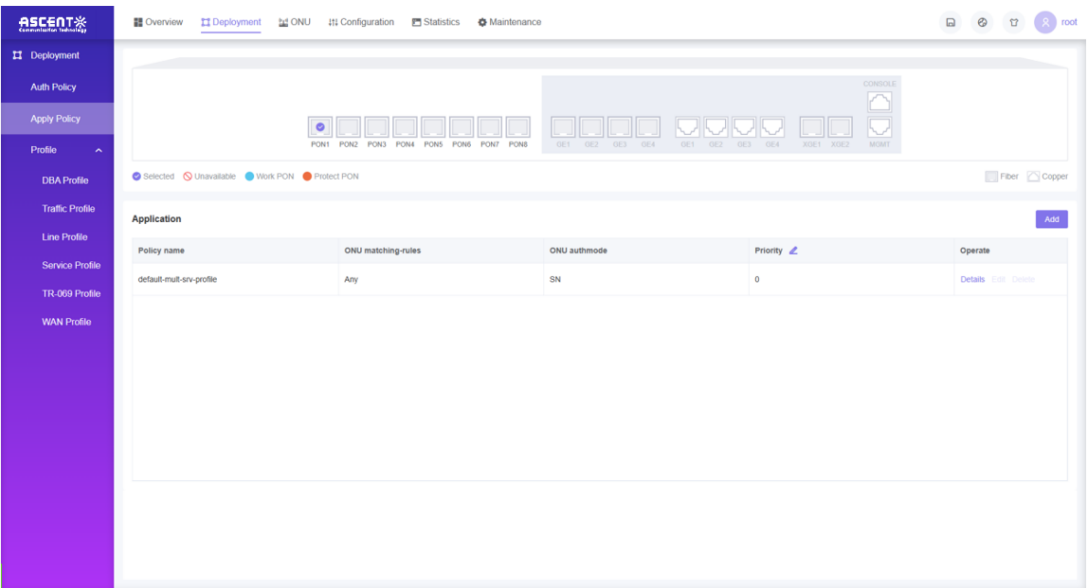 ASCENT
Communication Technology
Overview Deployment ONU Configuration Statistics Maintenance root
Deployment
Auth Policy
Apply Policy
Profile
DBA Profile
Traffic Profile
Line Profile
Service Profile
TR-069 Profile
WAN Profile
CONSOLE
PON1 PON2 PON3 PON4 PON5 PON6 PON7 PON8 GE1 GE2 GE3 GE4 GE1 GE2 GE3 GE4 XGE1 XGE2 MGMT
Selected Unavailable Work PON Protect PON Fiber Copper
Application Add
Policy name ONU matching-rules ONU authmode Priority Operate
default-mult-srv-profile Any SN 0 Details Edit Delete